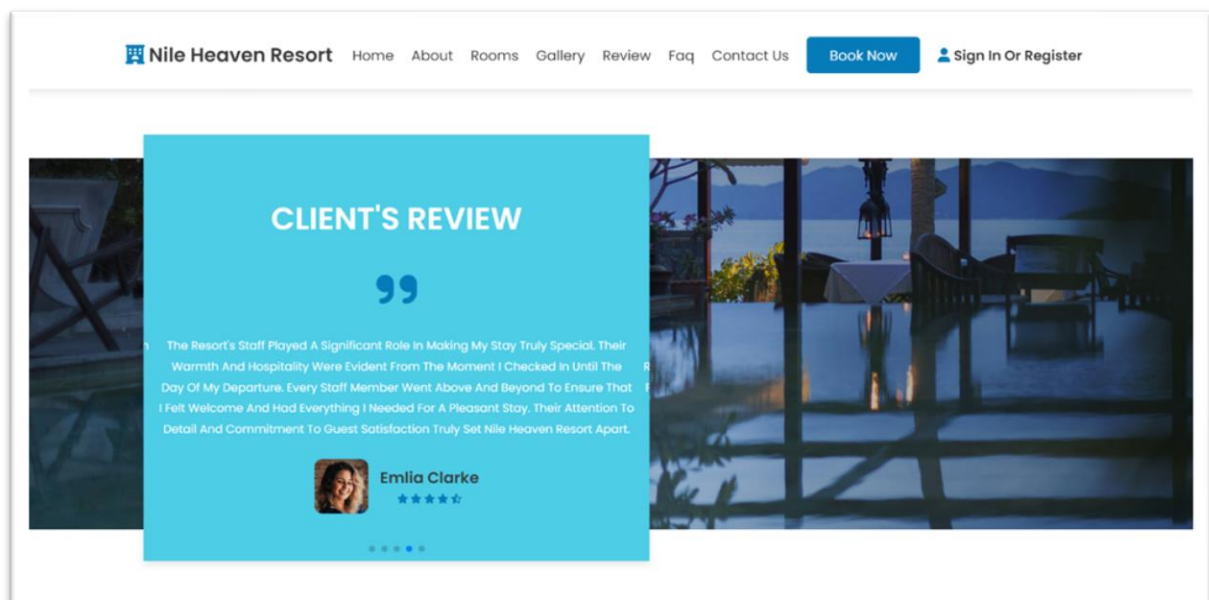 Nile Heaven Resort Home About Rooms Gallery Review Faq Contact Us Book Now Sign In Or Register
CLIENT'S REVIEW
The Resort's Staff Played A Significant Role In Making My Stay Truly Special. Their
Warmth And Hospitality Were Evident From The Moment I Checked In Until The
Day Of My Departure. Every Staff Member Went Above And Beyond To Ensure That
I Felt Welcome And Had Everything I Needed For A Pleasant Stay. Their Attention To
Detail And Commitment To Guest Satisfaction Truly Set Nile Heaven Resort Apart.
Emlia Clarke